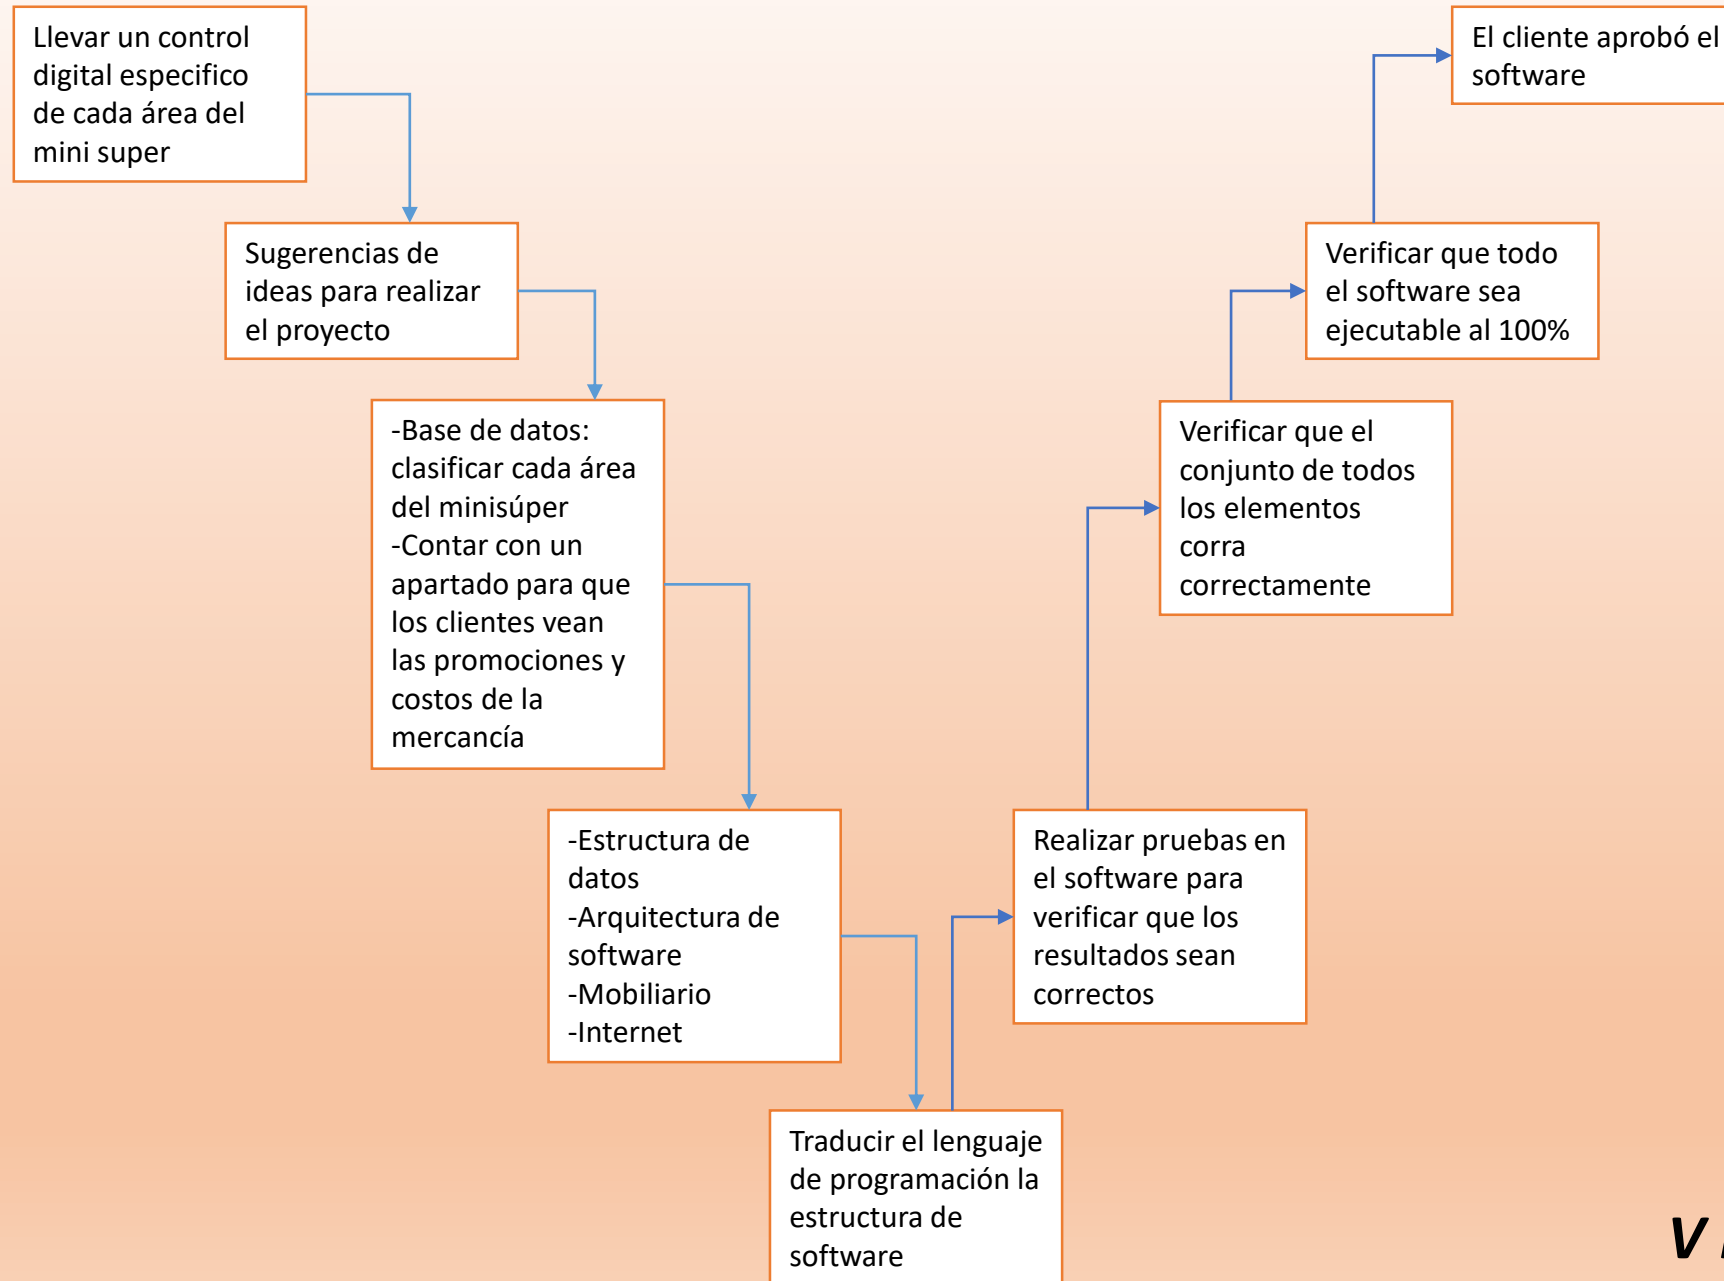 Llevar un control
digital especifico
de cada área del
mini super
Sugerencias de
ideas para realizar
el proyecto
-Base de datos:
clasificar cada área
del minisúper
-Contar con un
apartado para que
los clientes vean
las promociones y
costos de la
mercancía
-Estructura de
datos
-Arquitectura de
software
-Mobiliario
-Internet
Traducir el lenguaje
de programación la
estructura de
software
Realizar pruebas en
el software para
verificar que los
resultados sean
correctos
Verificar que el
conjunto de todos
los elementos
corra
correctamente
Verificar que todo
el software sea
ejecutable al 100%
El cliente aprobó el
software
V